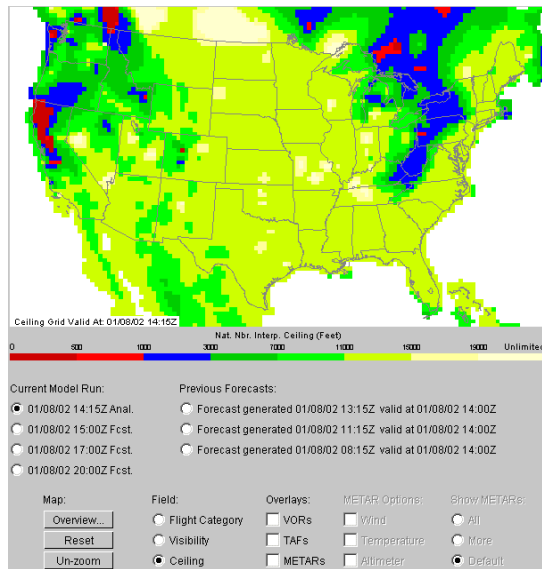 Ceiling Grid Valid At: 01/08/02 14:15Z
Nat. Nbr. Interp. Ceiling (Feet)
0 500 1000 3000 7000 11000 15000 19000 Unlimited
Current Model Run: Previous Forecasts:
01/08/02 14:15Z Anal. Forecast generated 01/08/02 13:15Z valid at 01/08/02 14:00Z
01/08/02 15:00Z Fcst. Forecast generated 01/08/02 11:15Z valid at 01/08/02 14:00Z
01/08/02 17:00Z Fcst. Forecast generated 01/08/02 08:15Z valid at 01/08/02 14:00Z
01/08/02 20:00Z Fcst.
Map: Field: Overlays: METAR Options: Show METARs:
Overview... Flight Category VORs Wind All
Reset Visibility TAFs Temperature More
Un-zoom Ceiling METARs Altimeter Default